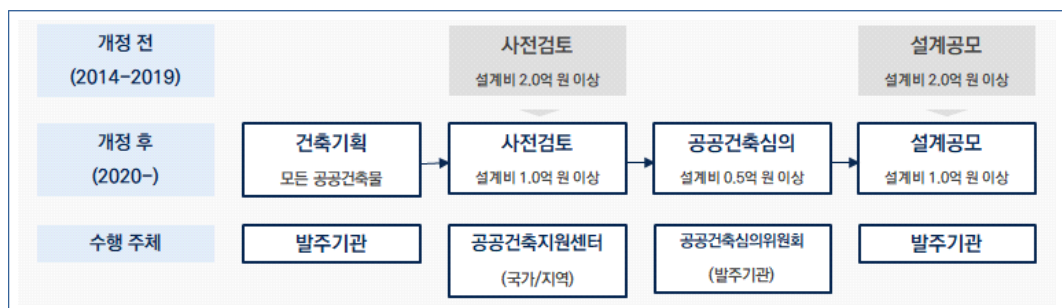 개정 전
(2014-2019)
사전검토
설계비 2.0억 원 이상
설계공모
설계비 2.0억 원 이상
개정 후
(2020-)
건축기획
모든 공공건축물
사전검토
설계비 1.0억 원 이상
공공건축심의
설계비 0.5억 원 이상
설계공모
설계비 1.0억 원 이상
수행 주체
발주기관
공공건축지원센터
(국가/지역)
공공건축심의위원회
(발주기관)
발주기관